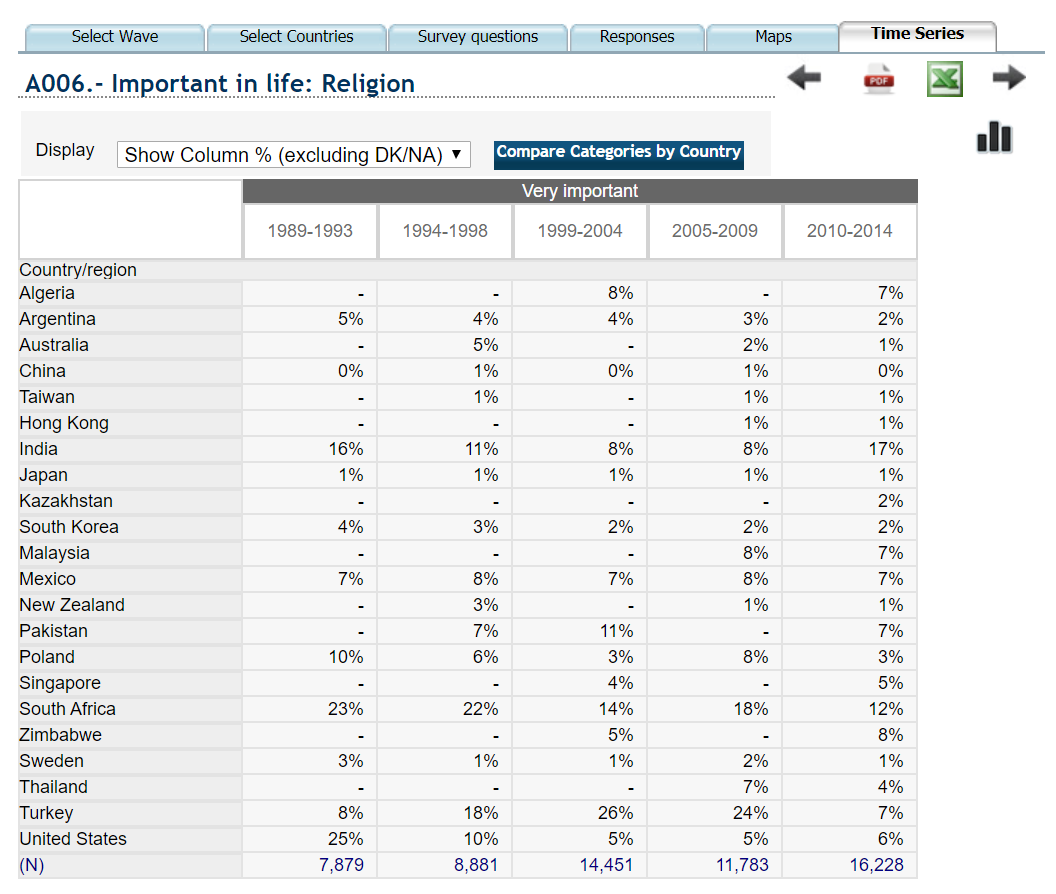 Select Wave Select Countries Survey questions Responses Maps Time Series
A006.- Important in life: Religion
PDF
Display Show Column % (excluding DK/NA) ▼ Compare Categories by Country
Very important
1989-1993 1994-1998 1999-2004 2005-2009 2010-2014
Country/region
Algeria - - 8% - 7%
Argentina 5% 4% 4% 3% 2%
Australia - 5% - 2% 1%
China 0% 1% 0% 1% 0%
Taiwan - 1% - 1% 1%
Hong Kong - - - 1% 1%
India 16% 11% 8% 8% 17%
Japan 1% 1% 1% 1% 1%
Kazakhstan - - - - 2%
South Korea 4% 3% 2% 2% 2%
Malaysia - - - 8% 7%
Mexico 7% 8% 7% 8% 7%
New Zealand - 3% - 1% 1%
Pakistan - 7% 11% - 7%
Poland 10% 6% 3% 8% 3%
Singapore - - 4% - 5%
South Africa 23% 22% 14% 18% 12%
Zimbabwe - - 5% - 8%
Sweden 3% 1% 1% 2% 1%
Thailand - - - 7% 4%
Turkey 8% 18% 26% 24% 7%
United States 25% 10% 5% 5% 6%
(N) 7,879 8,881 14,451 11,783 16,228